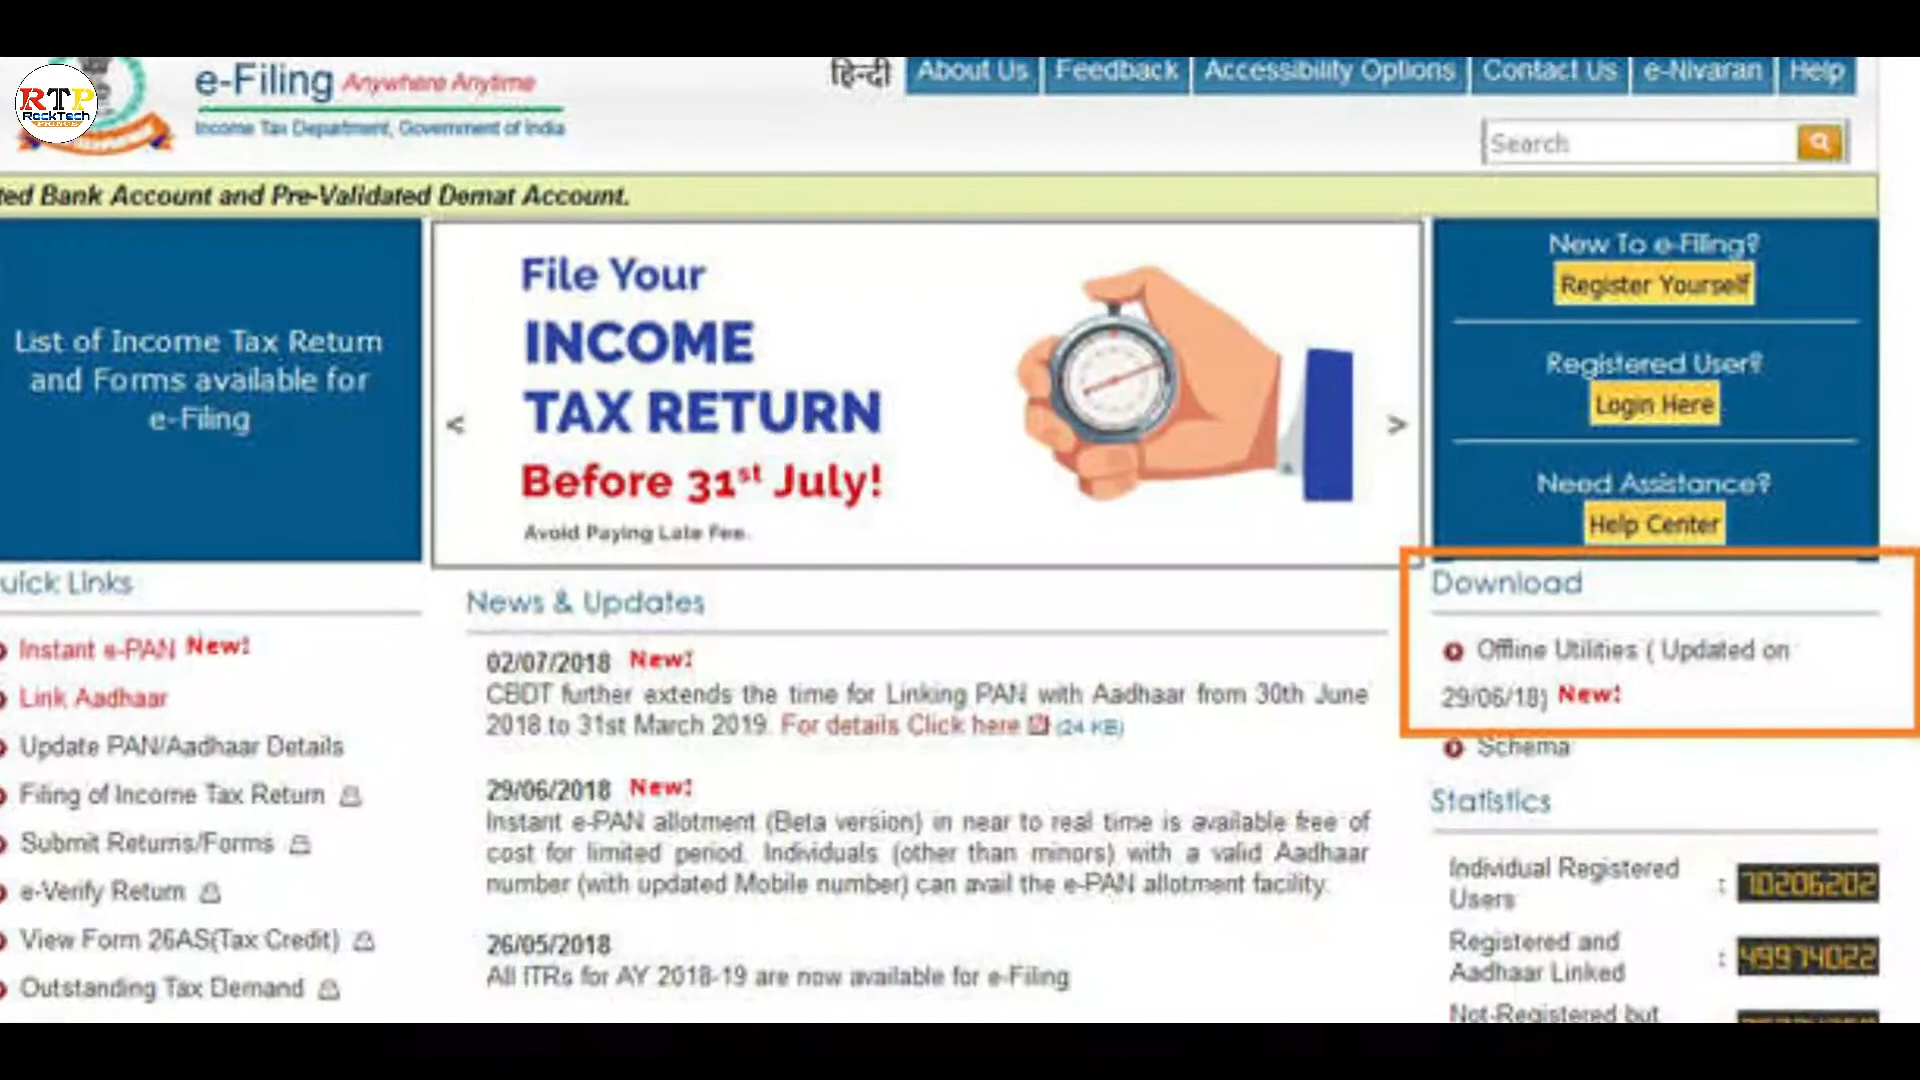 RTP
RockTech
PRINCE
e-Filing Anywhere Anytime
Income Tax Department, Government of India
हिन्दी About Us Feedback Accessibility Options Contact Us e-Nivaran Help
Search
ted Bank Account and Pre-Validated Demat Account.
List of Income Tax Return
and Forms available for
e-Filing
<
File Your
INCOME
TAX RETURN
Before 31st July!
Avoid Paying Late Fee.
>
New To e-Filing?
Register Yourself
Registered User?
Login Here
Need Assistance?
Help Center
uick Links
Instant e-PAN New!
Link Aadhaar
Update PAN/Aadhaar Details
Filing of Income Tax Return
Submit Returns/Forms
e-Verify Return
View Form 26AS(Tax Credit)
Outstanding Tax Demand
News & Updates
02/07/2018 New!
CBDT further extends the time for Linking PAN with Aadhaar from 30th June
2018 to 31st March 2019. For details Click here (24 KB)
29/06/2018 New!
Instant e-PAN allotment (Beta version) in near to real time is available free of
cost for limited period. Individuals (other than minors) with a valid Aadhaar
number (with updated Mobile number) can avail the e-PAN allotment facility.
26/05/2018
All ITRs for AY 2018-19 are now available for e-Filing
Download
Offline Utilities ( Updated on
29/06/18) New!
Schema
Statistics
Individual Registered
Users : 70206202
Registered and
Aadhaar Linked : 49974022
Not-Registered but